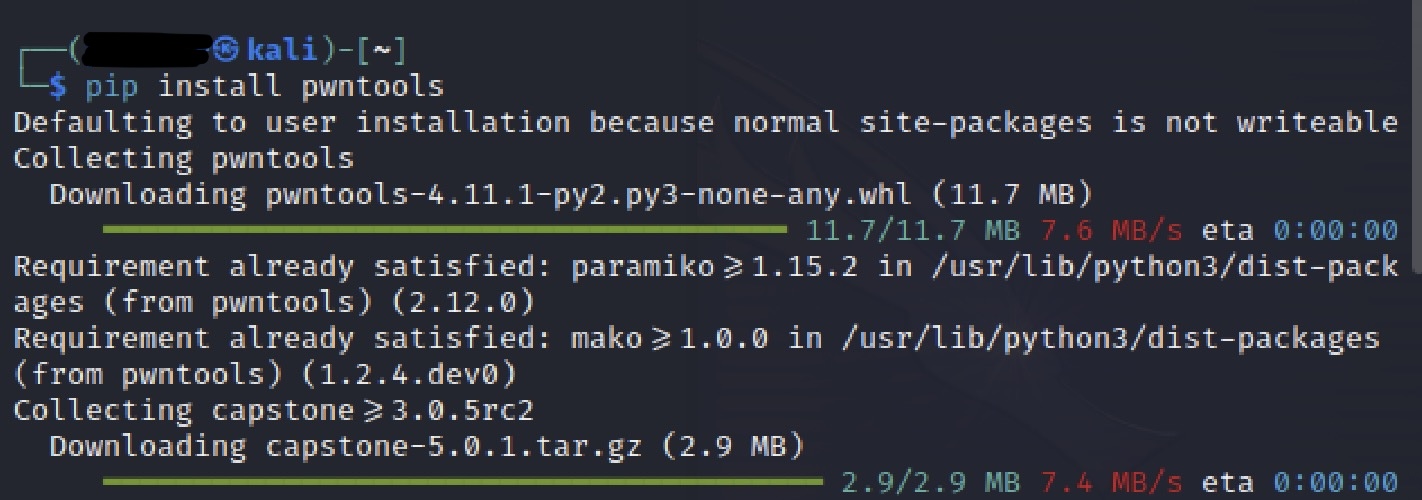 ┌──(㉿kali)-[~]
└─$ pip install pwntools
Defaulting to user installation because normal site-packages is not writeable
Collecting pwntools
  Downloading pwntools-4.11.1-py2.py3-none-any.whl (11.7 MB)
11.7/11.7 MB 7.6 MB/s eta 0:00:00
Requirement already satisfied: paramiko>=1.15.2 in /usr/lib/python3/dist-pack
ages (from pwntools) (2.12.0)
Requirement already satisfied: mako>=1.0.0 in /usr/lib/python3/dist-packages
(from pwntools) (1.2.4.dev0)
Collecting capstone>=3.0.5rc2
  Downloading capstone-5.0.1.tar.gz (2.9 MB)
2.9/2.9 MB 7.4 MB/s eta 0:00:00